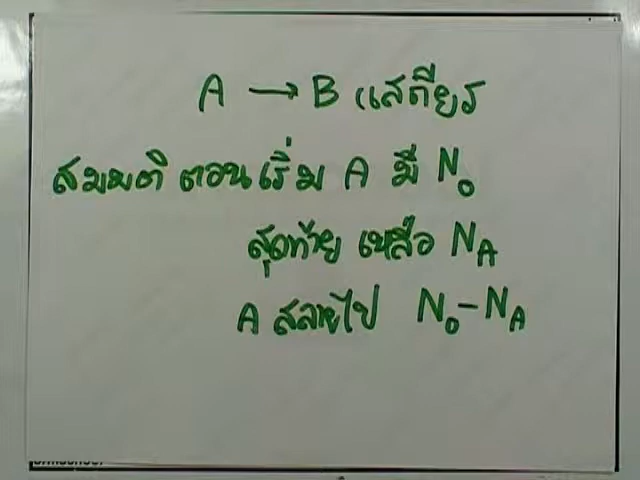 A → B (เสถียร
สมมติ ตอนเริ่ม A มี N₀
สุดท้าย เหลือ N_A
A สลายไป N₀ - N_A